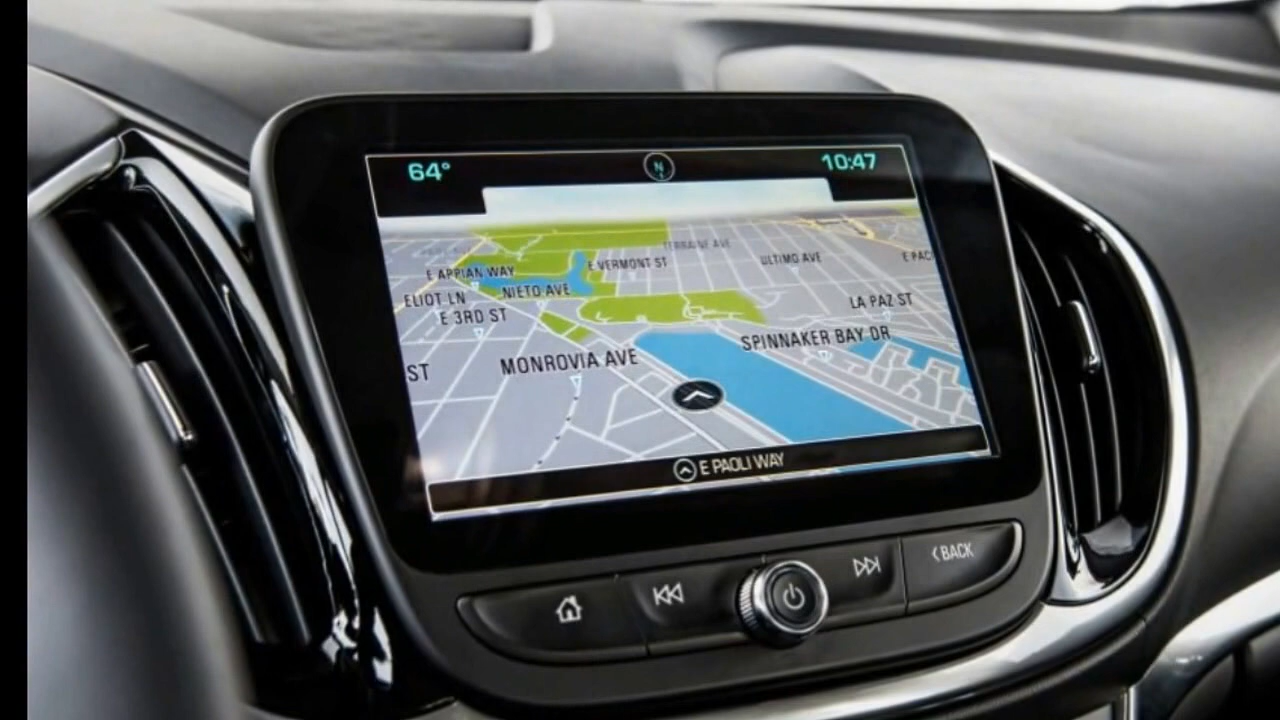 64°
N
10:47
TERRAINE AVE
E VERMONT ST
ULTIMO AVE
E PAC
E APPIAN WAY
NIETO AVE
ELIOT LN
LA PAZ ST
E 3RD ST
SPINNAKER BAY DR
MONROVIA AVE
ST
E PAOLI WAY
BACK